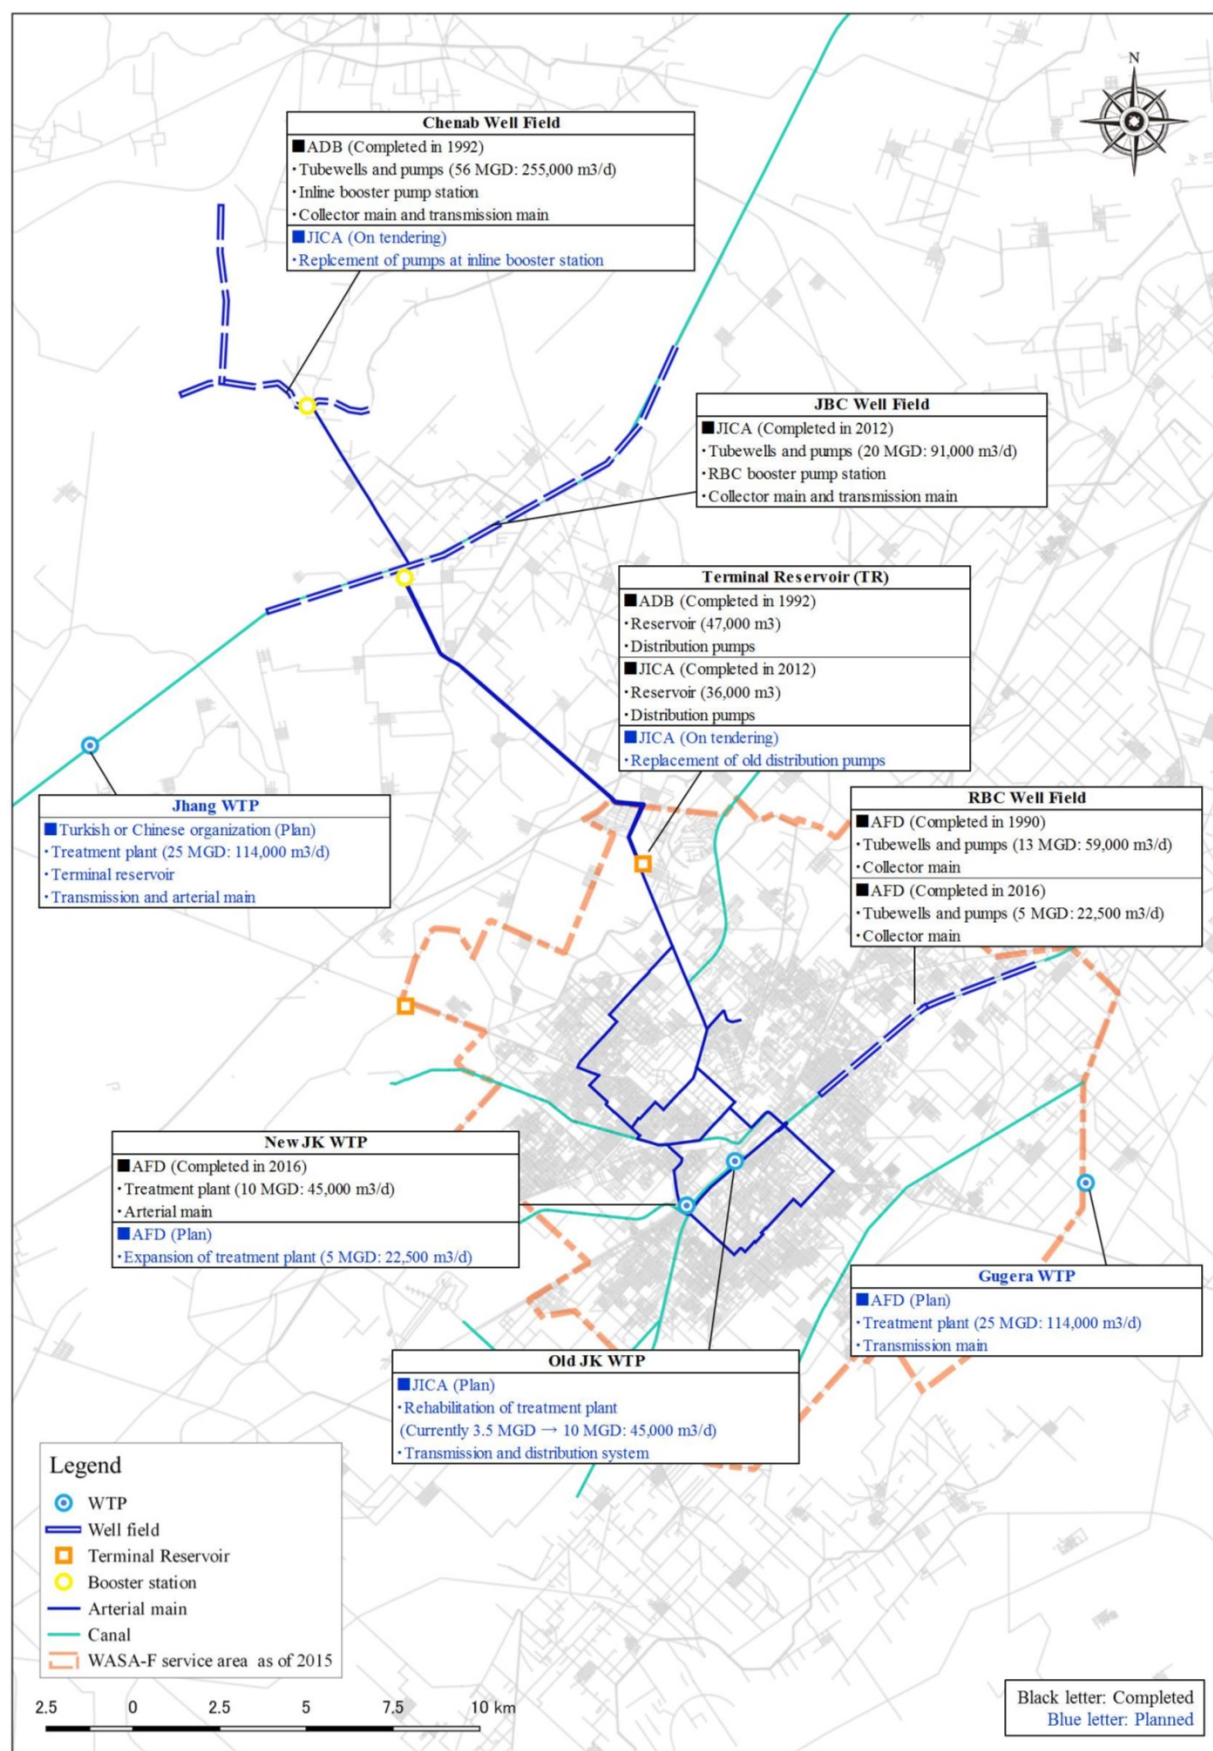 N
Chenab Well Field
■ADB (Completed in 1992)
・Tubewells and pumps (56 MGD: 255,000 m3/d)
・Inline booster pump station
・Collector main and transmission main
■JICA (On tendering)
・Replcement of pumps at inline booster station
JBC Well Field
■JICA (Completed in 2012)
・Tubewells and pumps (20 MGD: 91,000 m3/d)
・RBC booster pump station
・Collector main and transmission main
Terminal Reservoir (TR)
■ADB (Completed in 1992)
・Reservoir (47,000 m3)
・Distribution pumps
■JICA (Completed in 2012)
・Reservoir (36,000 m3)
・Distribution pumps
■JICA (On tendering)
・Replacement of old distribution pumps
Jhang WTP
■Turkish or Chinese organization (Plan)
・Treatment plant (25 MGD: 114,000 m3/d)
・Terminal reservoir
・Transmission and arterial main
RBC Well Field
■AFD (Completed in 1990)
・Tubewells and pumps (13 MGD: 59,000 m3/d)
・Collector main
■AFD (Completed in 2016)
・Tubewells and pumps (5 MGD: 22,500 m3/d)
・Collector main
New JK WTP
■AFD (Completed in 2016)
・Treatment plant (10 MGD: 45,000 m3/d)
・Arterial main
■AFD (Plan)
・Expansion of treatment plant (5 MGD: 22,500 m3/d)
Gugera WTP
■AFD (Plan)
・Treatment plant (25 MGD: 114,000 m3/d)
・Transmission main
Old JK WTP
■JICA (Plan)
・Rehabilitation of treatment plant
(Currently 3.5 MGD → 10 MGD: 45,000 m3/d)
・Transmission and distribution system
Legend
WTP
Well field
Terminal Reservoir
Booster station
Arterial main
Canal
WASA-F service area as of 2015
2.5 0 2.5 5 7.5 10 km
Black letter: Completed
Blue letter: Planned